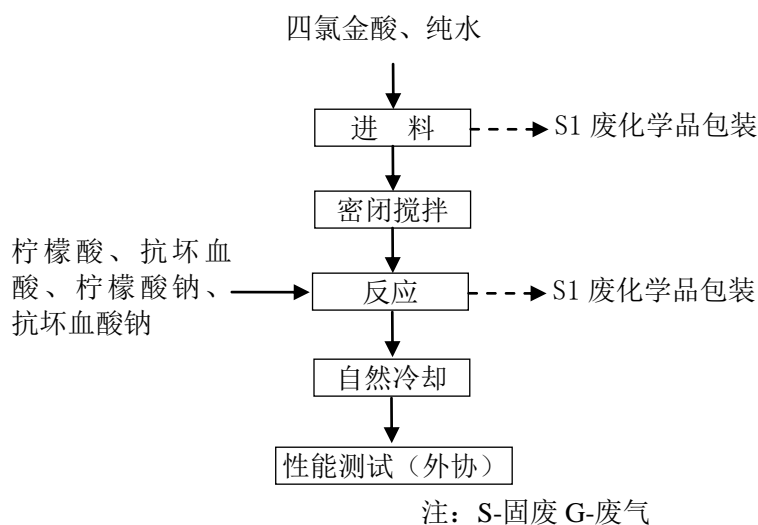 四氯金酸、纯水
进 料
S1 废化学品包装
密闭搅拌
柠檬酸、抗坏血
酸、柠檬酸钠、
抗坏血酸钠
反应
S1 废化学品包装
自然冷却
性能测试（外协）
注：S-固废 G-废气